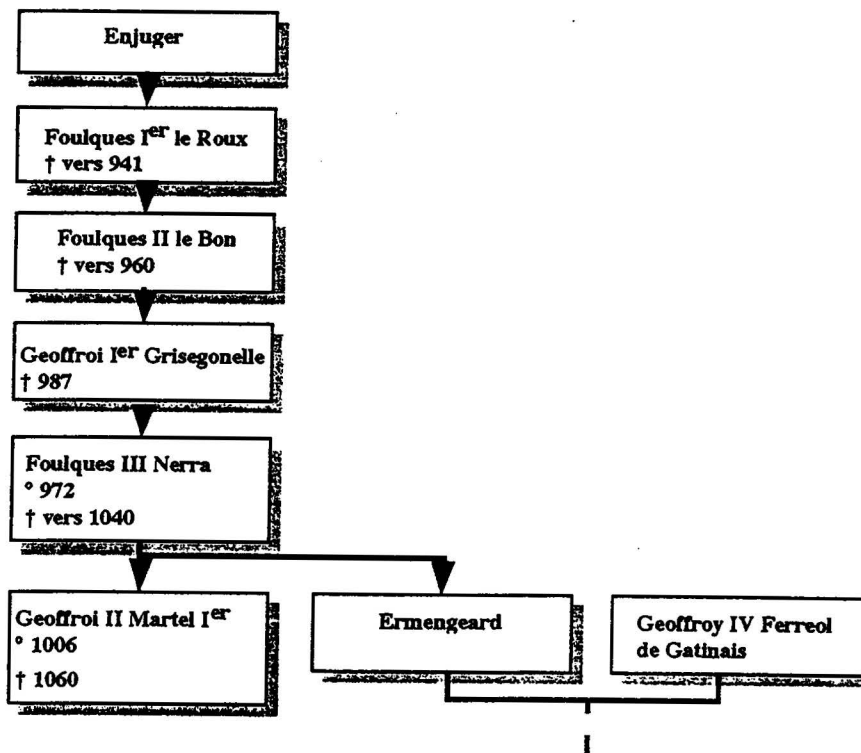 Enjuger
Foulques Ier le Roux
† vers 941
Foulques II le Bon
† vers 960
Geoffroi Ier Grisegonelle
† 987
Foulques III Nerra
° 972
† vers 1040
Geoffroi II Martel Ier
° 1006
† 1060
Ermengeard
Geoffroy IV Ferreol
de Gatinais